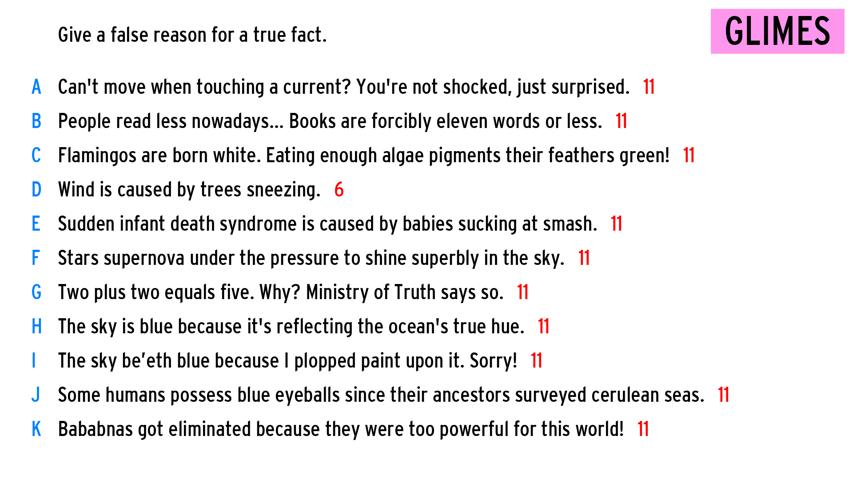 Give a false reason for a true fact.
GLIMES
A Can't move when touching a current? You're not shocked, just surprised. 11
B People read less nowadays... Books are forcibly eleven words or less. 11
C Flamingos are born white. Eating enough algae pigments their feathers green! 11
D Wind is caused by trees sneezing. 6
E Sudden infant death syndrome is caused by babies sucking at smash. 11
F Stars supernova under the pressure to shine superbly in the sky. 11
G Two plus two equals five. Why? Ministry of Truth says so. 11
H The sky is blue because it's reflecting the ocean's true hue. 11
I The sky be’eth blue because I plopped paint upon it. Sorry! 11
J Some humans possess blue eyeballs since their ancestors surveyed cerulean seas. 11
K Bababnas got eliminated because they were too powerful for this world! 11